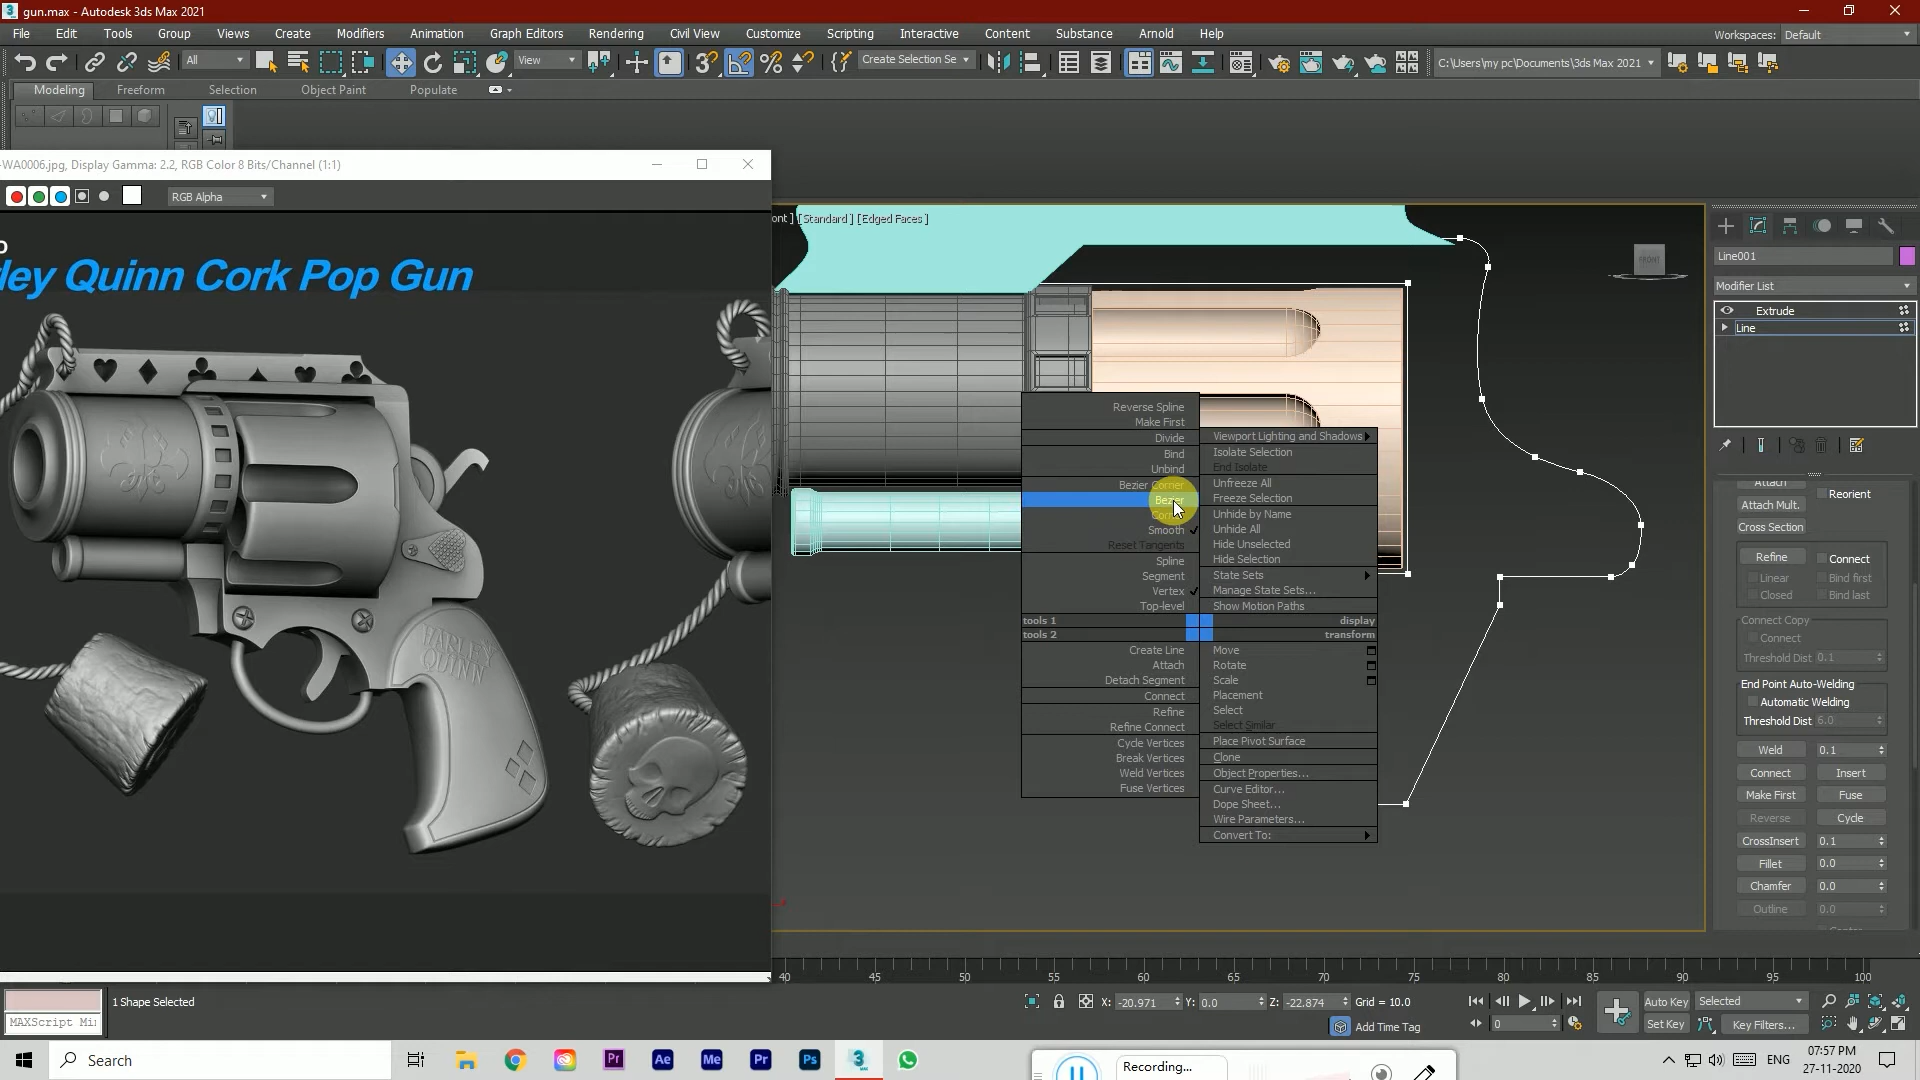 gun.max - Autodesk 3ds Max 2021
File Edit Tools Group Views Create Modifiers Animation Graph Editors Rendering Civil View Customize Scripting Interactive Content Substance Arnold Help
Workspaces: Default
All View Create Selection Se C:\Users\my pc\Documents\3ds Max 2021
Modeling Freeform Selection Object Paint Populate
-WA0006.jpg, Display Gamma: 2.2, RGB Color 8 Bits/Channel (1:1)
RGB Alpha
ont ] [Standard ] [Edged Faces ]
ley Quinn Cork Pop Gun
HARLEY
QUINN
FRONT
Reverse Spline
Make First
Divide
Bind
Unbind
Bezier Corner
Bezier
Smooth
Reset Tangents
Spline
Segment
Vertex
Top-level
tools 1
tools 2
Create Line
Attach
Detach Segment
Connect
Refine
Refine Connect
Cycle Vertices
Break Vertices
Weld Vertices
Fuse Vertices
Viewport Lighting and Shadows
Isolate Selection
End Isolate
Unfreeze All
Freeze Selection
Unhide by Name
Unhide All
Hide Unselected
Hide Selection
State Sets
Manage State Sets...
Show Motion Paths
display
transform
Move
Rotate
Scale
Placement
Select
Select Similar
Place Pivot Surface
Clone
Object Properties...
Curve Editor...
Dope Sheet...
Wire Parameters...
Convert To:
Line001
Modifier List
Extrude
Line
Attach Reorient
Attach Mult.
Cross Section
Refine Connect
Linear Bind first
Closed Bind last
Connect Copy
Connect
Threshold Dist 0.1
End Point Auto-Welding
Automatic Welding
Threshold Dist 6.0
Weld 0.1
Connect Insert
Make First Fuse
Reverse Cycle
CrossInsert 0.1
Fillet 0.0
Chamfer 0.0
Outline 0.0
40 45 50 55 60 65 70 75 80 85 90 95 100
1 Shape Selected
MAXScript Mi
X: -20.971 Y: 0.0 Z: -22.874 Grid = 10.0
Add Time Tag
0
Auto Key Selected
Set Key Key Filters...
Search
Recording...
ENG
07:57 PM
27-11-2020